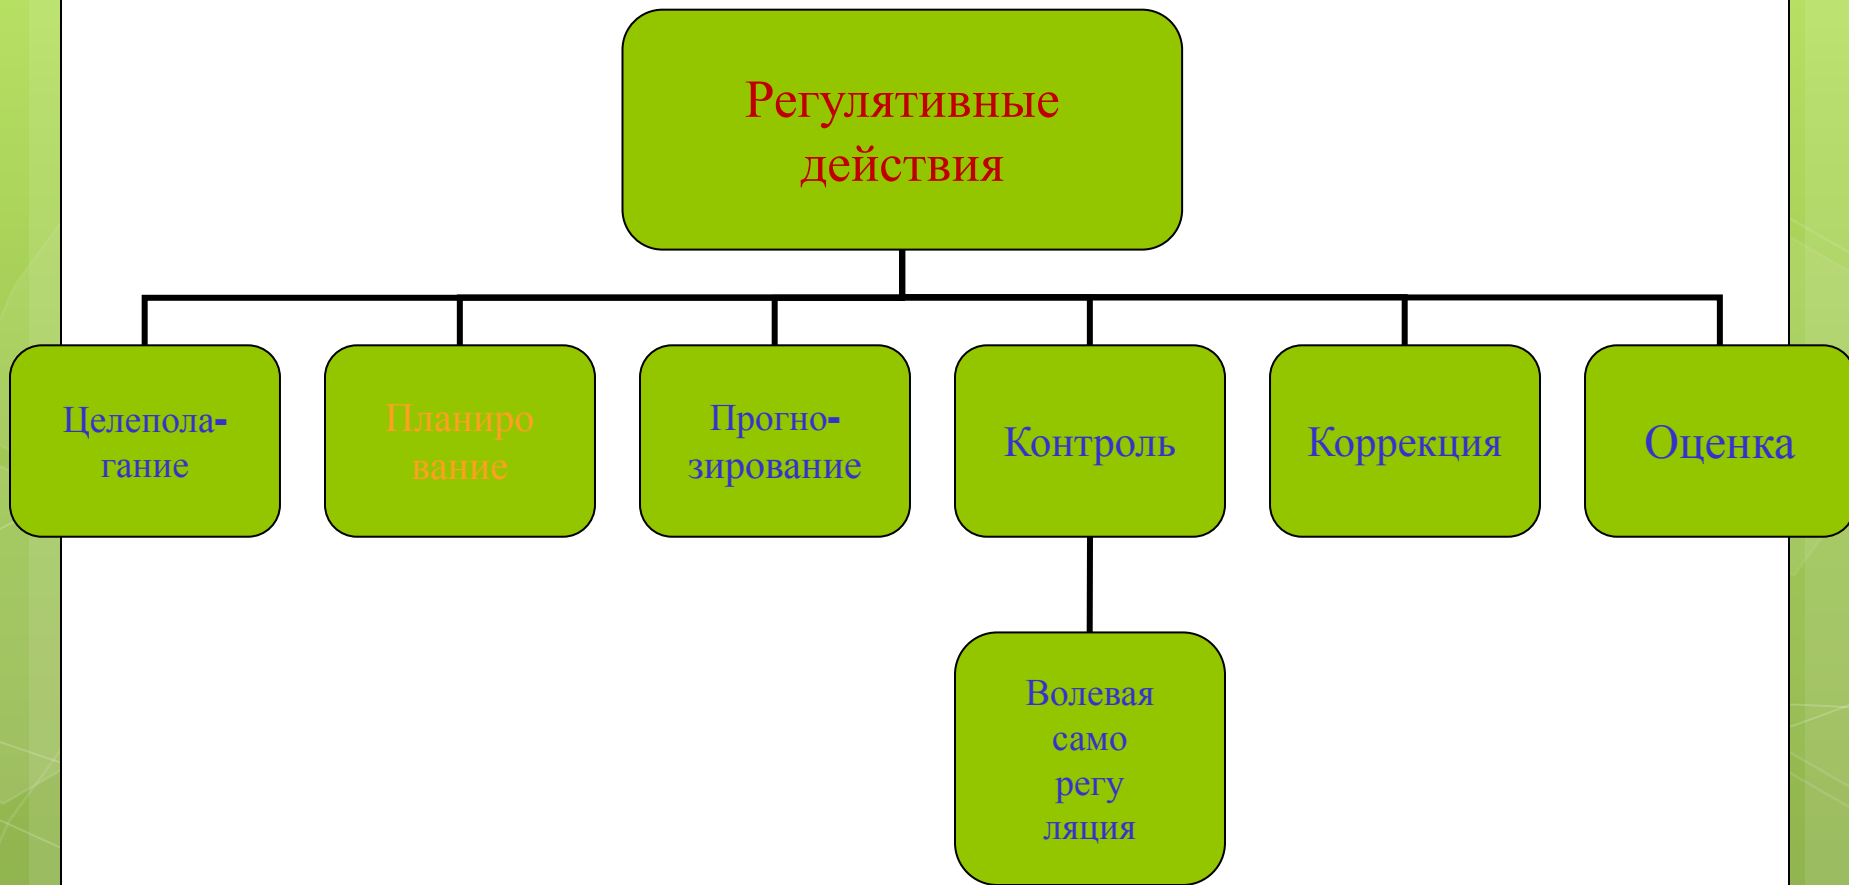 Регулятивные
действия
Целепола-
гание
Планиро
вание
Прогно-
зирование
Контроль
Коррекция
Оценка
Волевая
само
регу
ляция